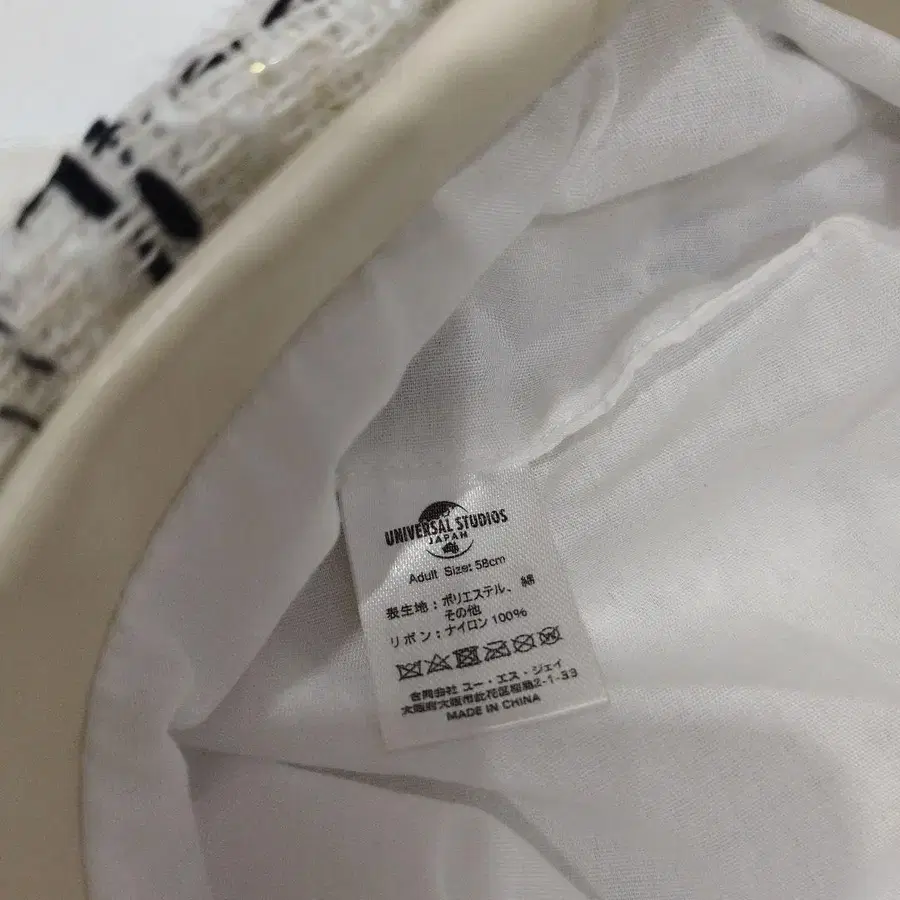 UNIVERSAL STUDIOS
JAPAN
Adult Size: 58cm
表生地：ポリエステル、綿
その他
リボン：ナイロン 100%
合同会社 ユー・エス・ジェイ
大阪府大阪市此花区桜島2-1-33
MADE IN CHINA